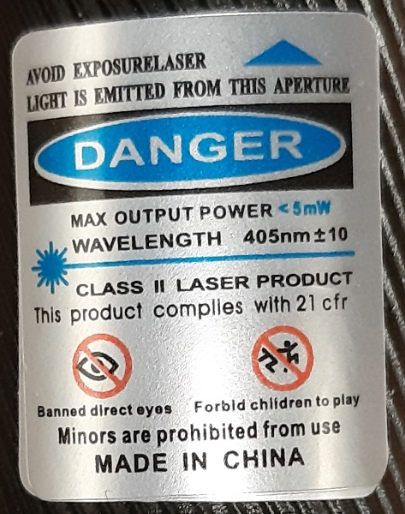 AVOID EXPOSURELASER
LIGHT IS EMITTED FROM THIS APERTURE
DANGER
MAX OUTPUT POWER <5mW
WAVELENGTH 405nm±10
CLASS II LASER PRODUCT
This product complies with 21 cfr
Banned direct eyes Forbid children to play
Minors are prohibited from use
MADE IN CHINA